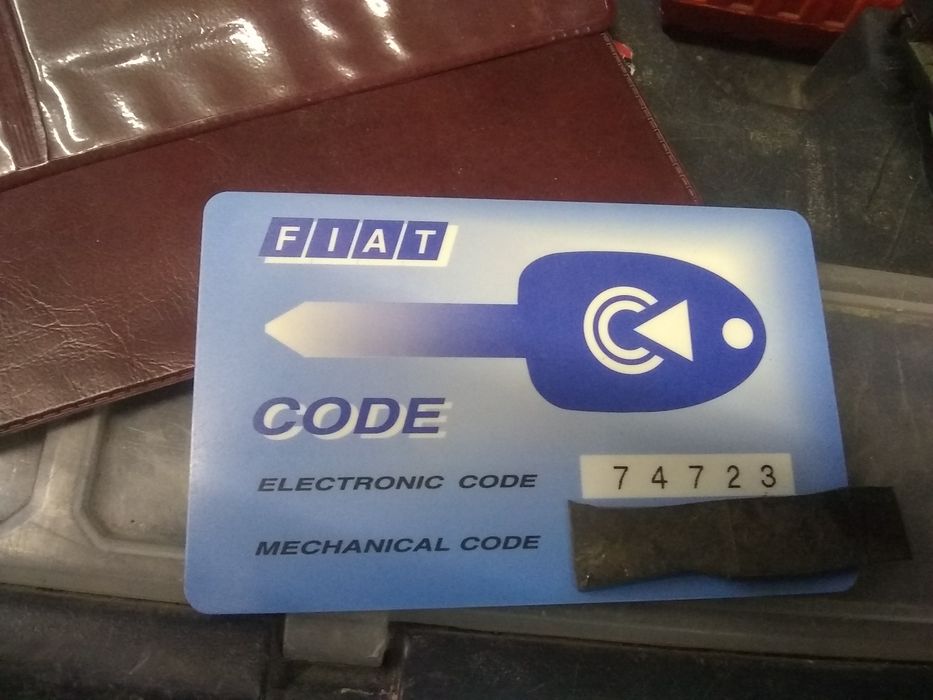 FIAT
CODE
ELECTRONIC CODE 74723
MECHANICAL CODE